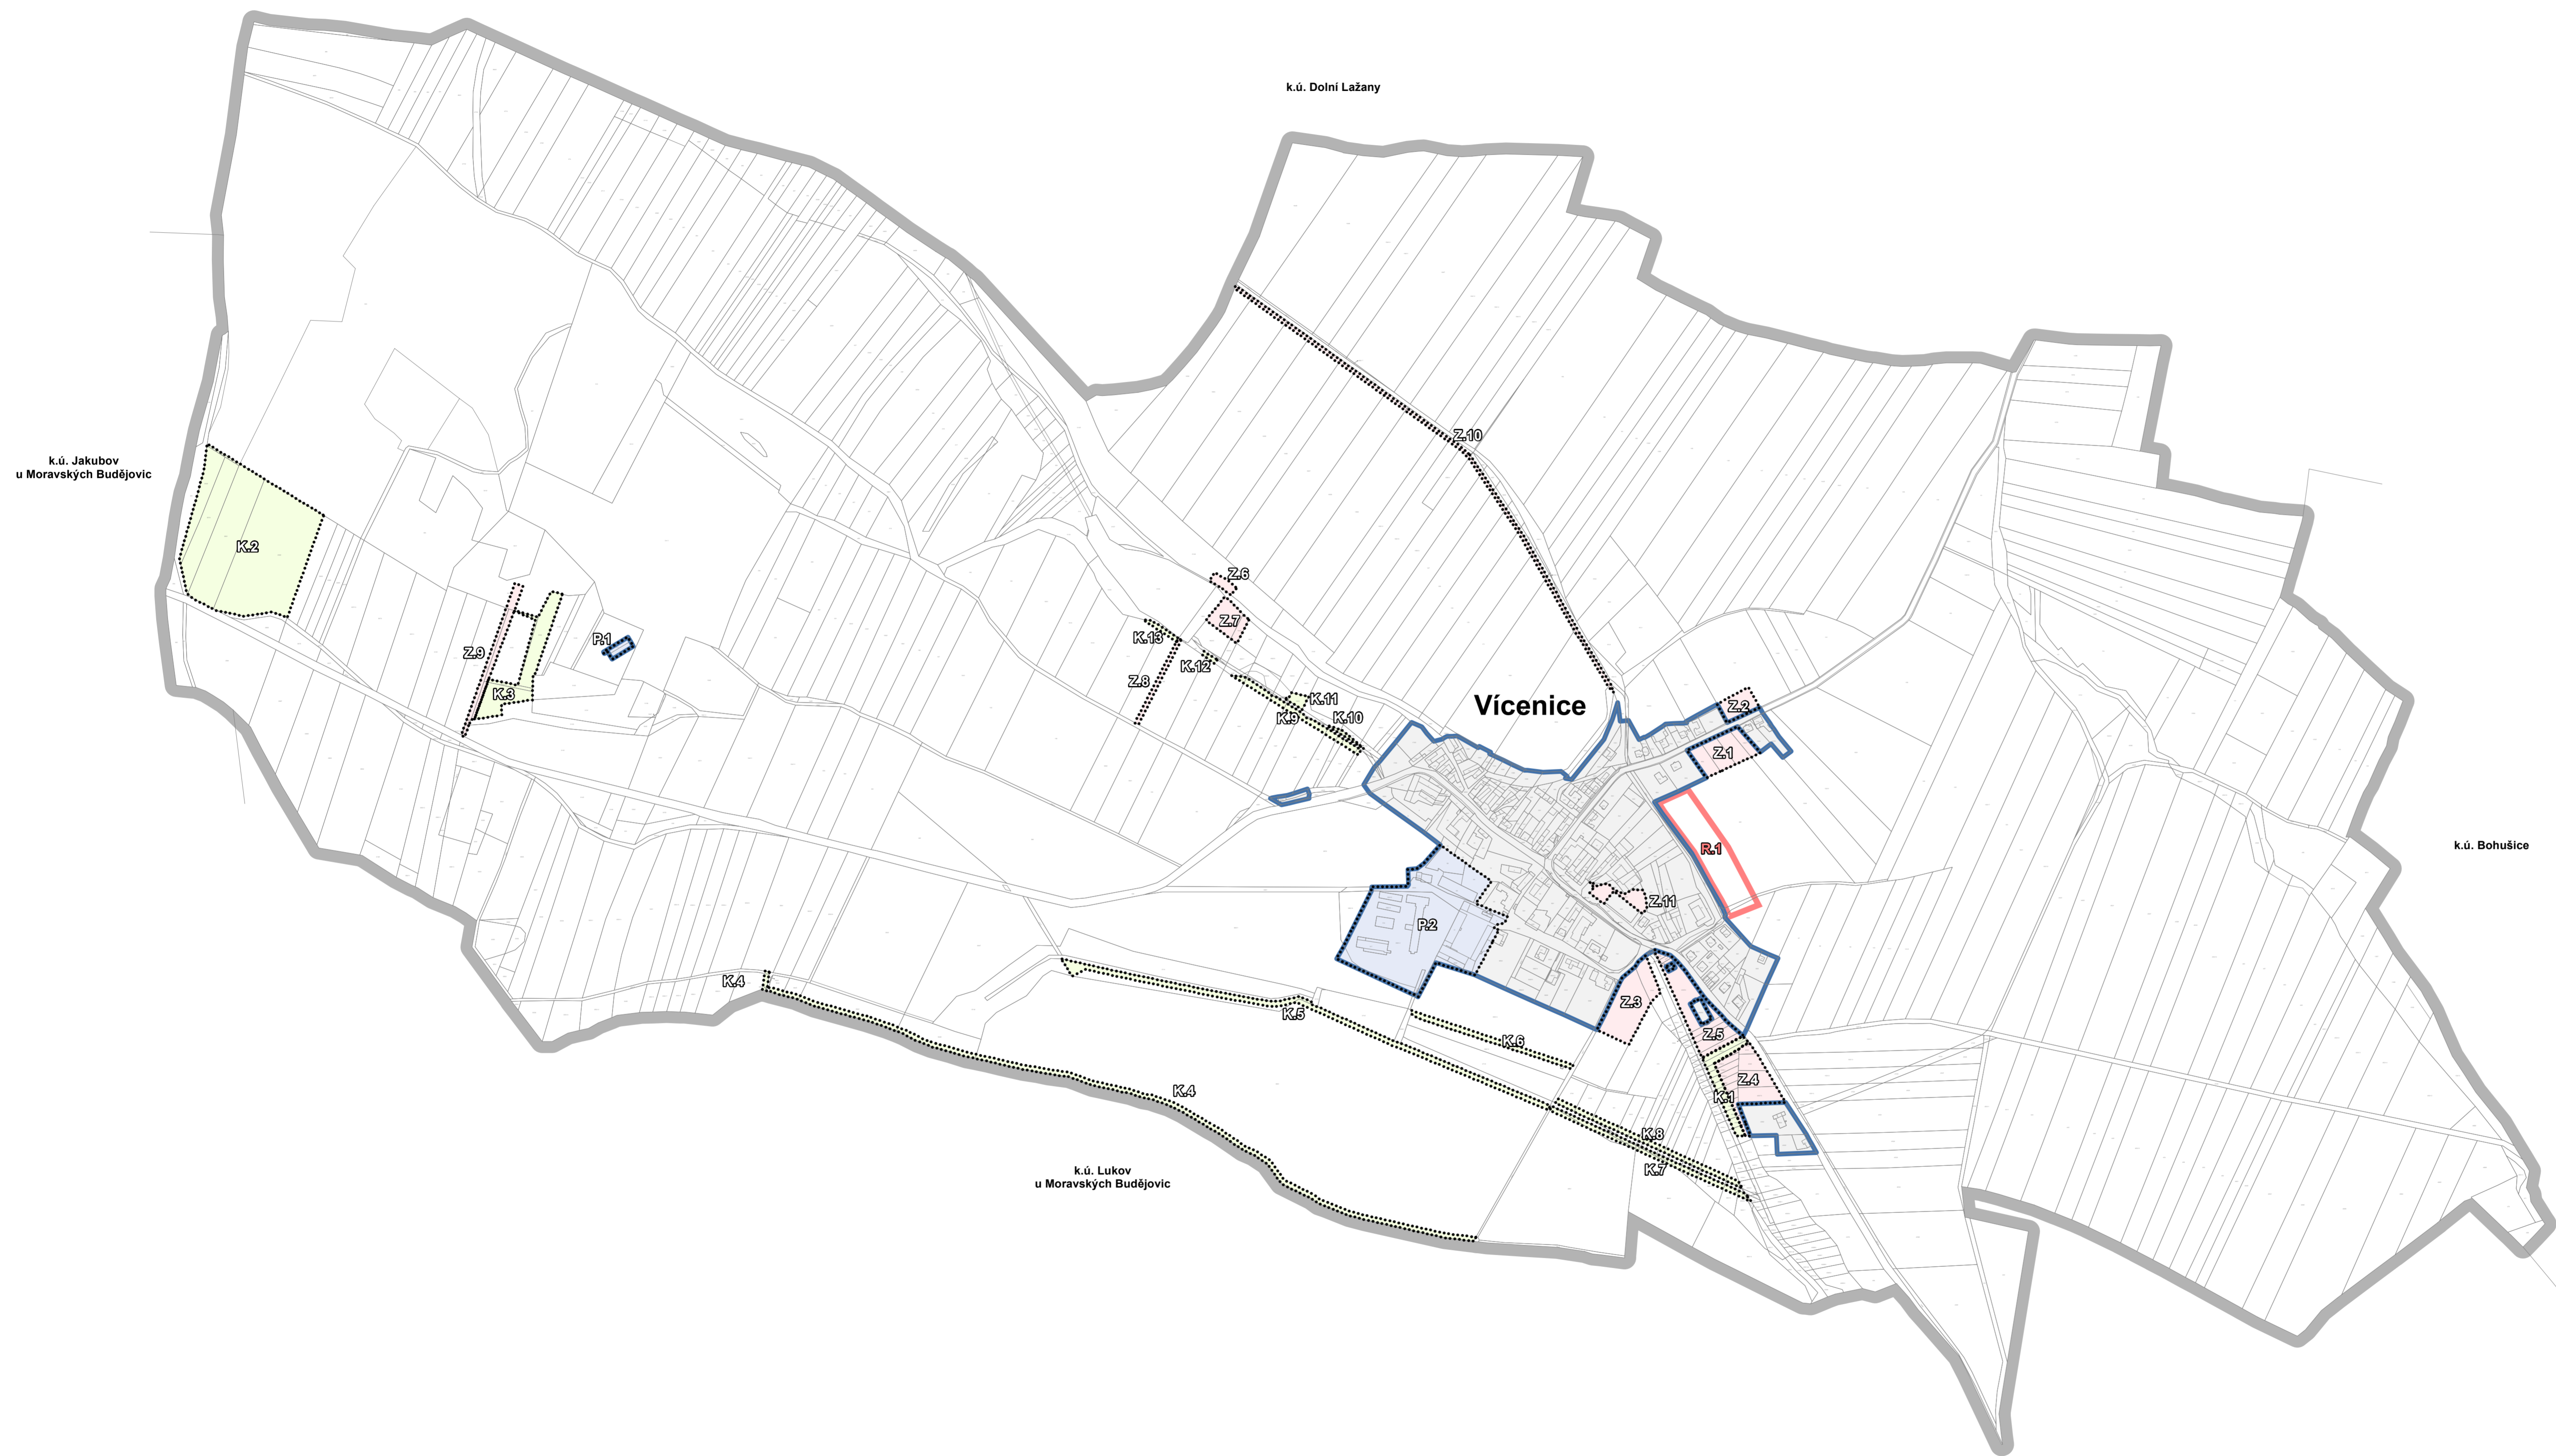 k.ú. Dolní Lažany
Z.10
k.ú. Jakubov
u Moravských Budějovic
K.2
Z.6
Z.7
K.13
P.1
Z.9
K.12
Z.8
K.3
K.11
K.9
K.10
Vícenice
Z.2
Z.1
R.1
k.ú. Bohušice
Z.11
P.2
K.4
Z.3
K.5
Z.5
K.6
Z.4
K.4
K.1
K.8
K.7
k.ú. Lukov
u Moravských Budějovic